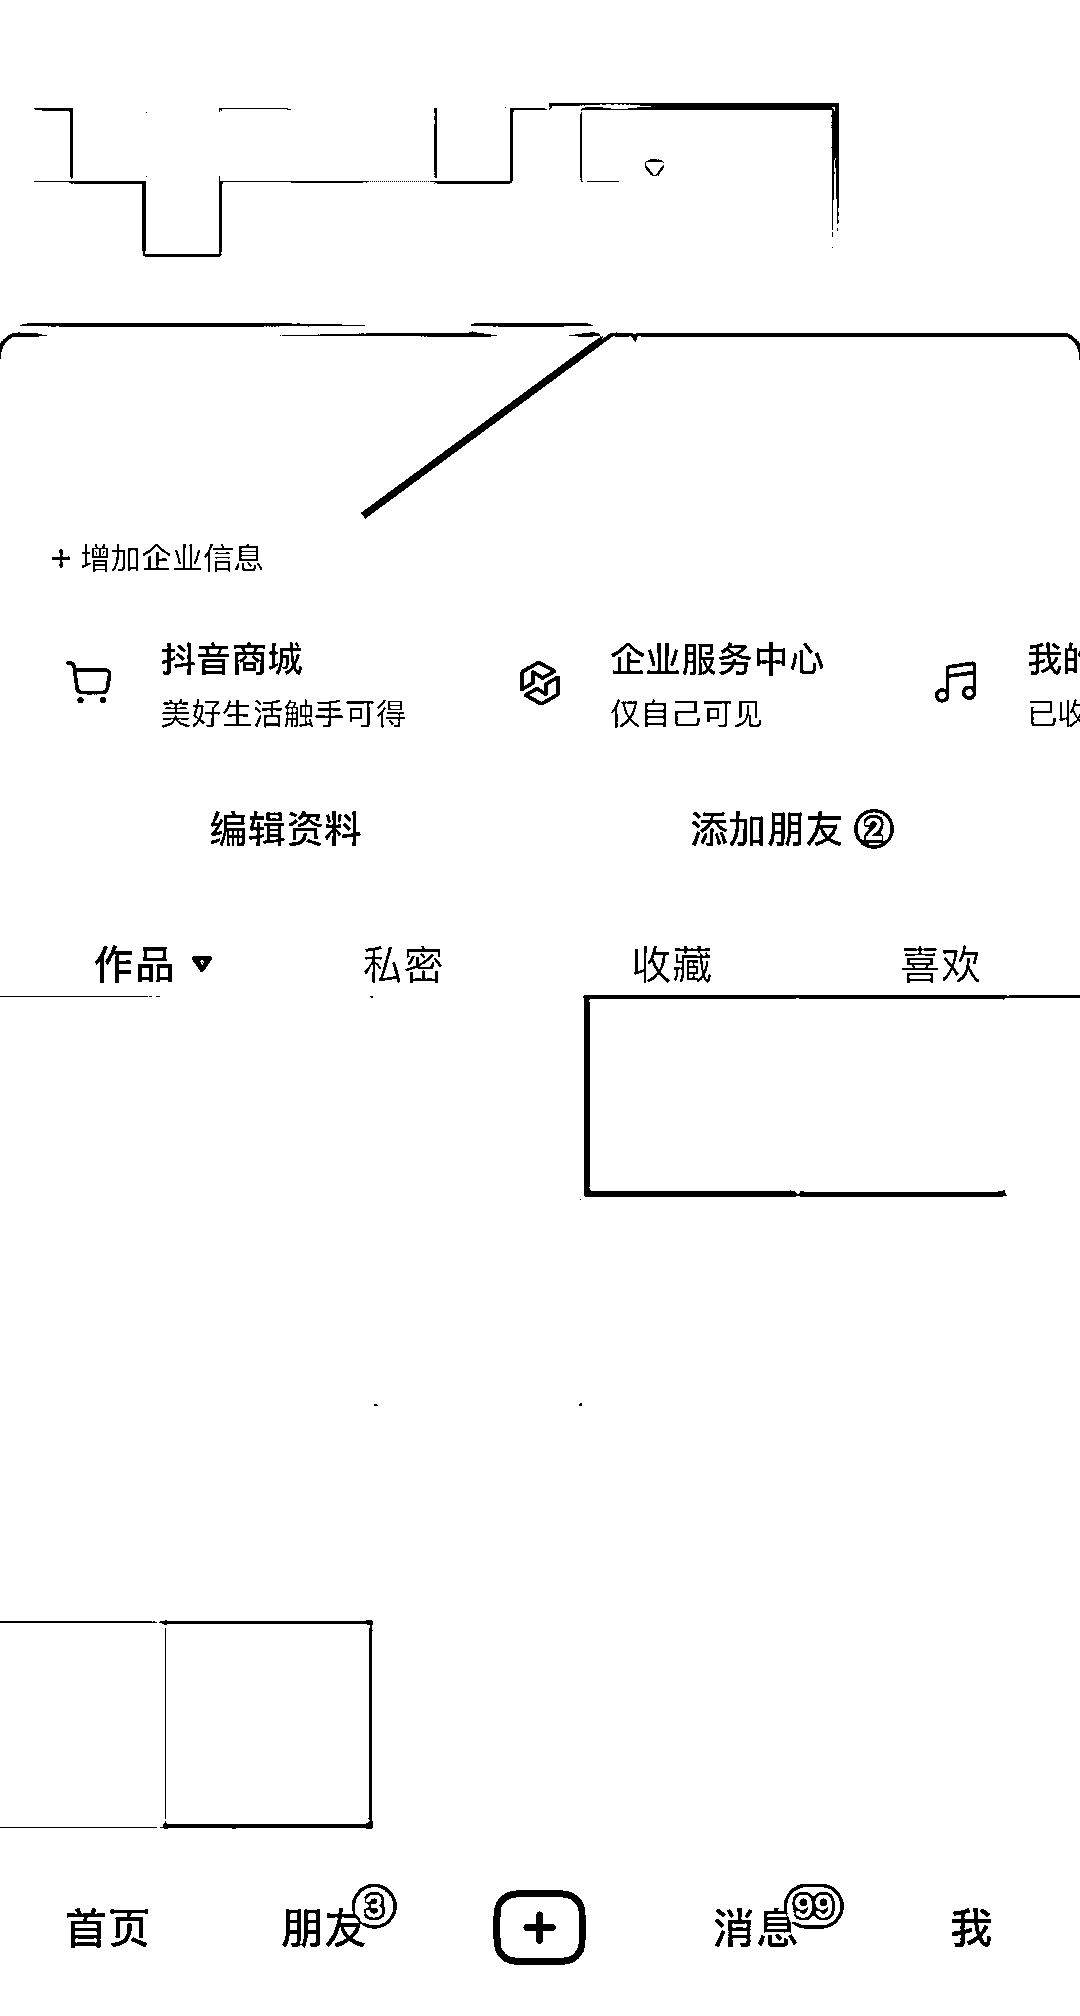 + 增加企业信息
抖音商城
美好生活触手可得
企业服务中心
仅自己可见
我的
已收
编辑资料
添加朋友 2
作品
私密
收藏
喜欢
首页
朋友 3
消息 99
我